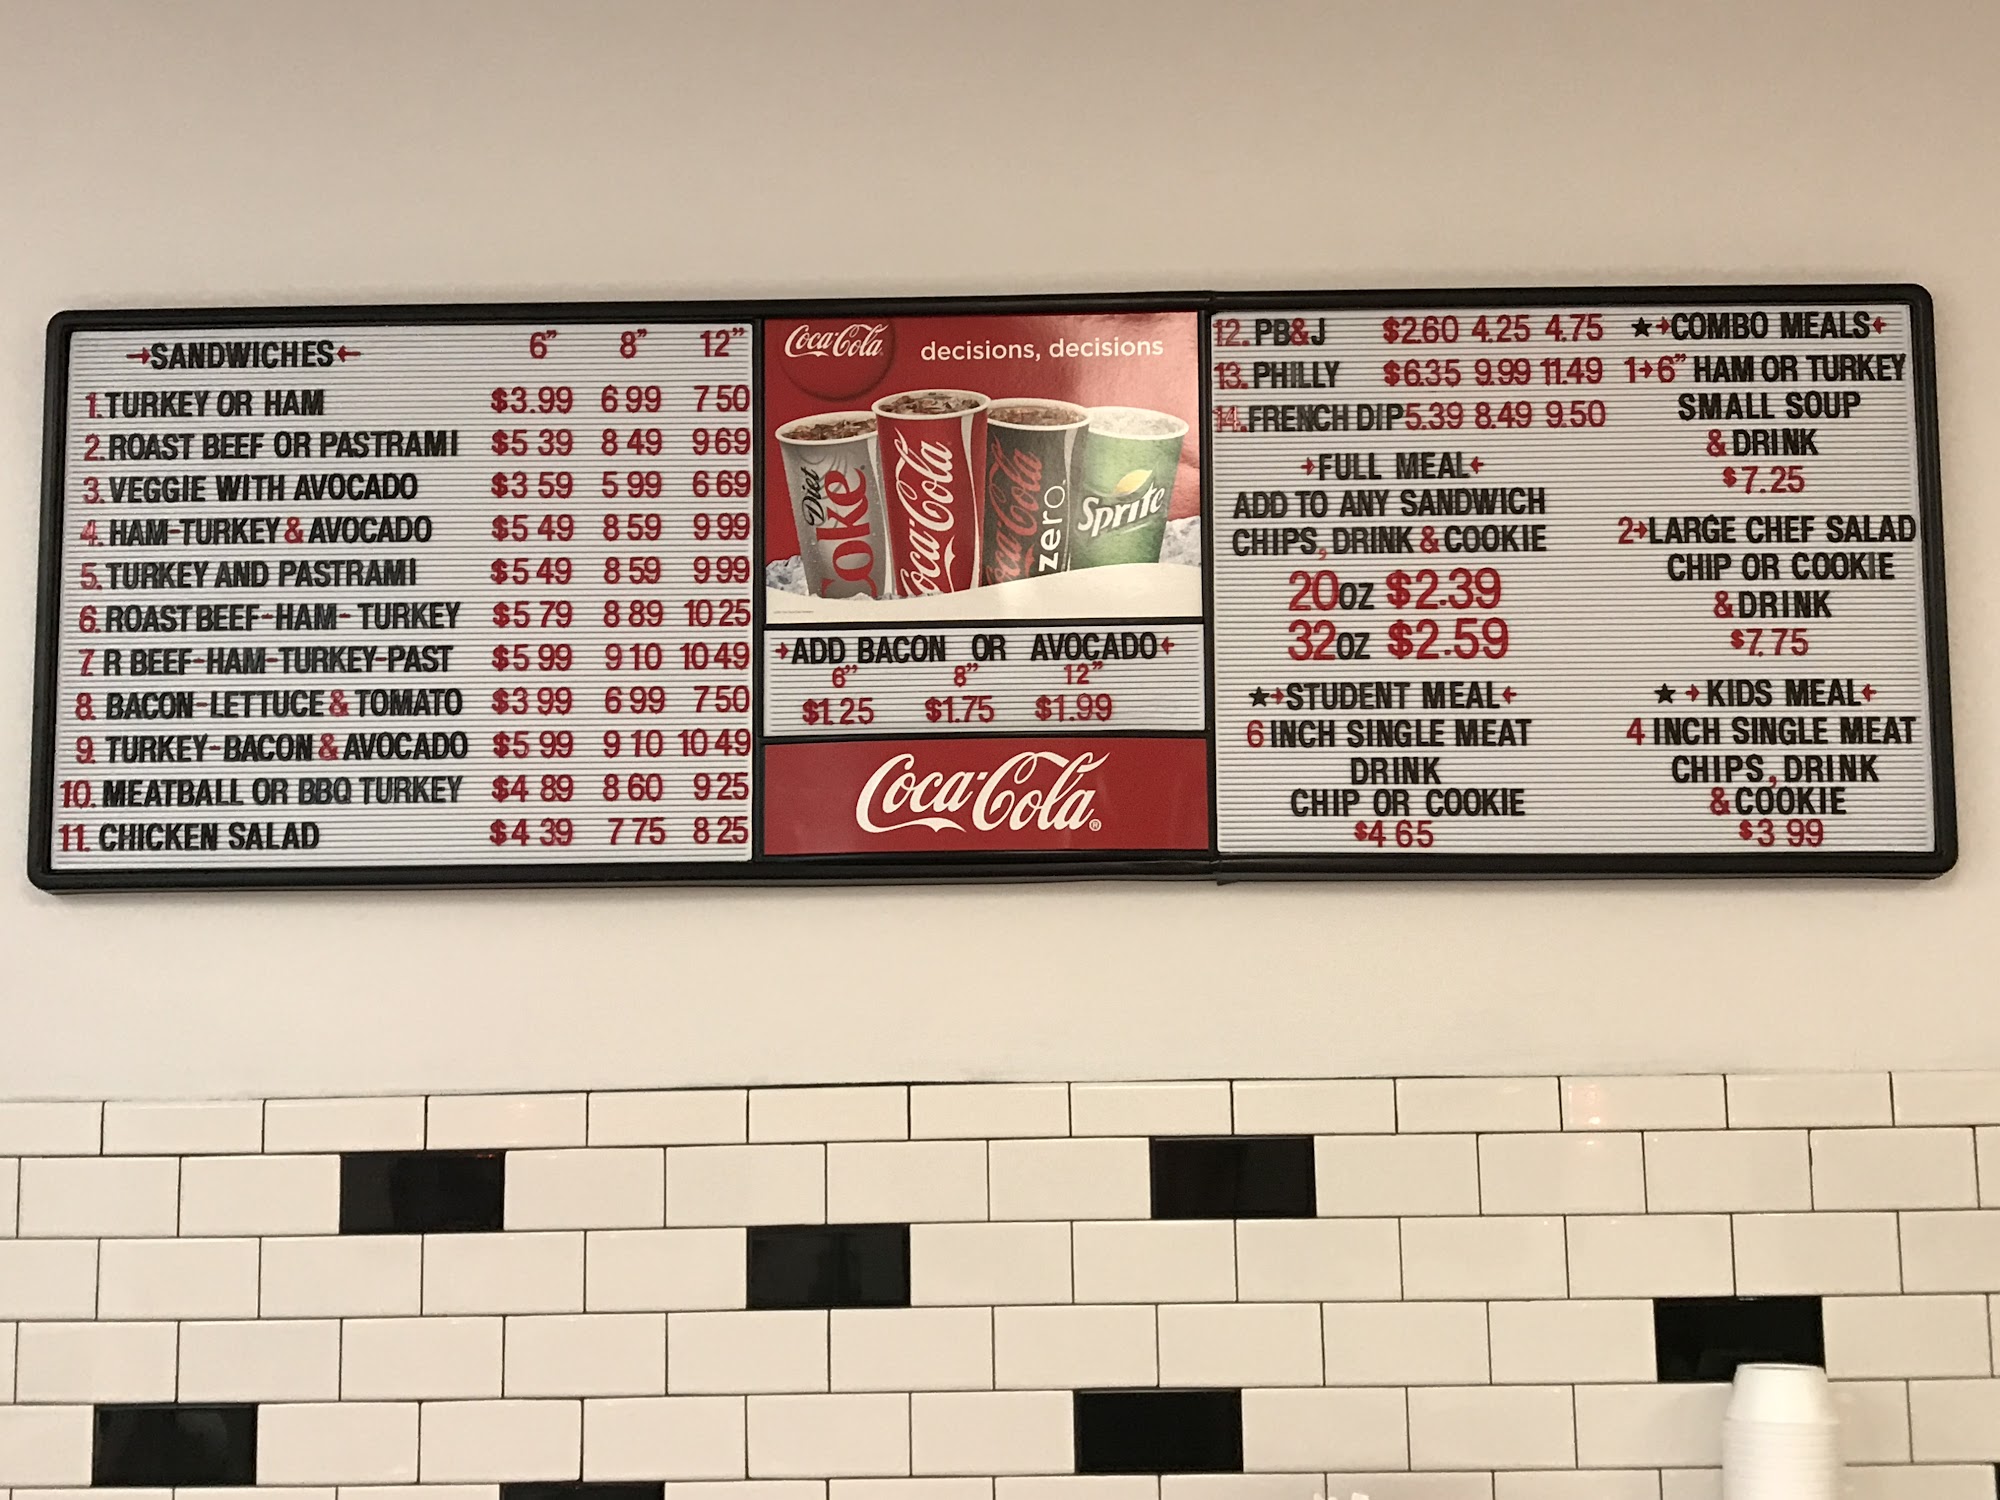 →SANDWICHES← 6" 8" 12"
1. TURKEY OR HAM $3.99 6 99 7 50
2. ROAST BEEF OR PASTRAMI $5 39 8 49 9 69
3. VEGGIE WITH AVOCADO $3 59 5 99 6 69
4. HAM-TURKEY & AVOCADO $5 49 8 59 9 99
5. TURKEY AND PASTRAMI $5 49 8 59 9 99
6. ROAST BEEF-HAM-TURKEY $5 79 8 89 10 25
7. R BEEF-HAM-TURKEY-PAST $5 99 9 10 10 49
8. BACON-LETTUCE & TOMATO $3 99 6 99 7 50
9. TURKEY-BACON & AVOCADO $5 99 9 10 10 49
10. MEATBALL OR BBQ TURKEY $4 89 8 60 9 25
11. CHICKEN SALAD $4 39 7 75 8 25
Coca-Cola decisions, decisions
Diet Coke
Coca-Cola
Coca-Cola zero
Sprite
→ADD BACON OR AVOCADO←
6" 8" 12"
$1.25 $1.75 $1.99
Coca-Cola®
12. PB&J $2.60 4.25 4.75
13. PHILLY $6.35 9.99 11.49
14. FRENCH DIP 5.39 8.49 9.50
→FULL MEAL←
ADD TO ANY SANDWICH
CHIPS, DRINK & COOKIE
20OZ $2.39
32OZ $2.59
★→STUDENT MEAL←
6 INCH SINGLE MEAT
DRINK
CHIP OR COOKIE
$4 65
★→COMBO MEALS←
1→6" HAM OR TURKEY
SMALL SOUP
& DRINK
$7.25
2→LARGE CHEF SALAD
CHIP OR COOKIE
& DRINK
$7.75
★→KIDS MEAL←
4 INCH SINGLE MEAT
CHIPS, DRINK
& COOKIE
$3 99